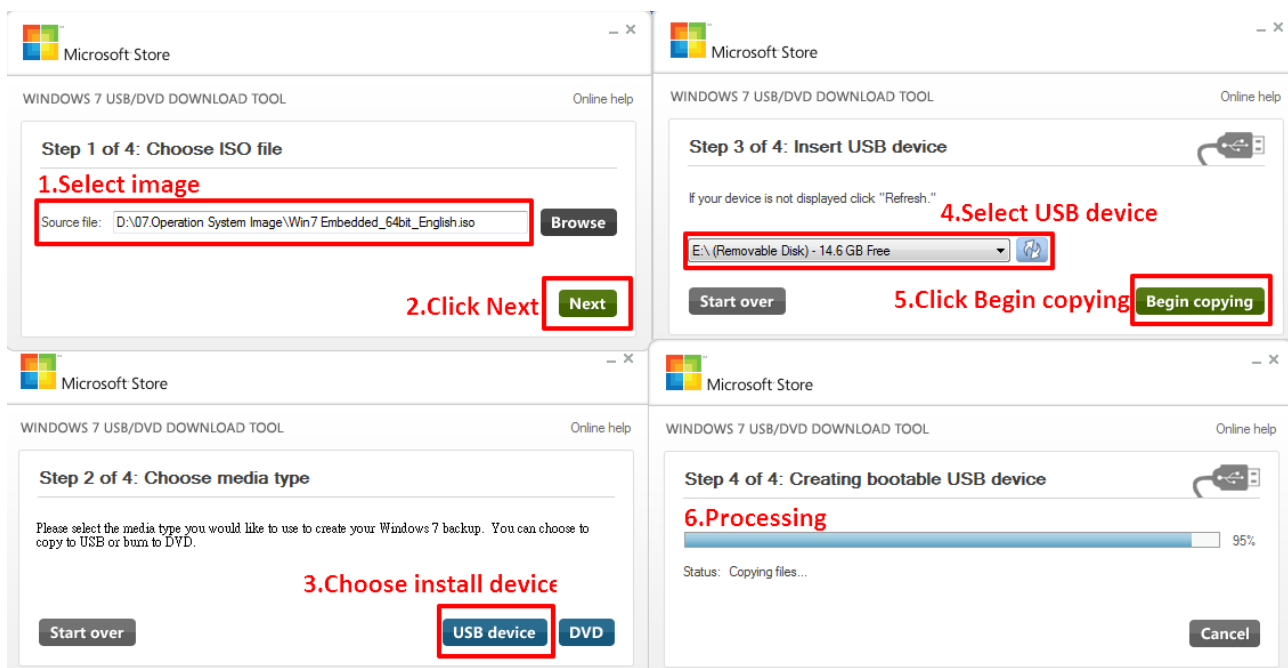 Microsoft Store
WINDOWS 7 USB/DVD DOWNLOAD TOOL Online help
Step 1 of 4: Choose ISO file
1.Select image
Source file: D:\07.Operation System Image\Win7 Embedded_64bit_English.iso Browse
2.Click Next Next
Microsoft Store
WINDOWS 7 USB/DVD DOWNLOAD TOOL Online help
Step 2 of 4: Choose media type
Please select the media type you would like to use to create your Windows 7 backup. You can choose to
copy to USB or burn to DVD.
3.Choose install device
Start over USB device DVD
Microsoft Store
WINDOWS 7 USB/DVD DOWNLOAD TOOL Online help
Step 3 of 4: Insert USB device
If your device is not displayed click "Refresh."
4.Select USB device
E:\ (Removable Disk) - 14.6 GB Free
Start over 5.Click Begin copying Begin copying
Microsoft Store
WINDOWS 7 USB/DVD DOWNLOAD TOOL Online help
Step 4 of 4: Creating bootable USB device
6.Processing
95%
Status: Copying files...
Cancel